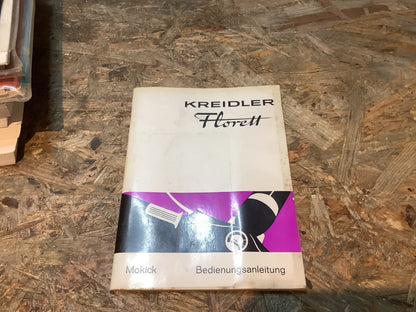 KREIDLER
Florett
Mokick Bedienungsanleitung